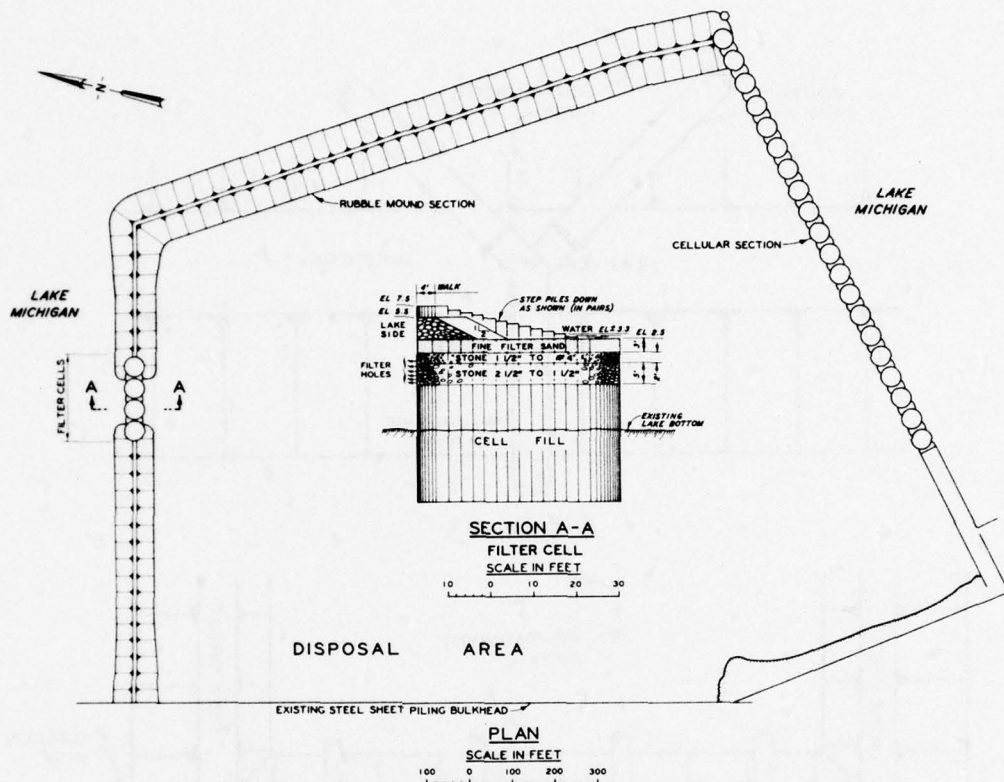 N
RUBBLE MOUND SECTION
LAKE
MICHIGAN
CELLULAR SECTION
LAKE
MICHIGAN
FILTER CELLS
A
A
4'
WALK
EL 7.5
EL 5.5
STEP PILES DOWN
AS SHOWN (IN PAIRS)
LAKE
SIDE
1
2
WATER EL 2 3.3
EL 2.5
FINE FILTER SAND
STONE 1 1/2" TO 4"
STONE 2 1/2" TO 1 1/2"
FILTER
HOLES
EXISTING
LAKE BOTTOM
CELL FILL
SECTION A-A
FILTER CELL
SCALE IN FEET
10 0 10 20 30
DISPOSAL AREA
EXISTING STEEL SHEET PILING BULKHEAD
PLAN
SCALE IN FEET
100 0 100 200 300